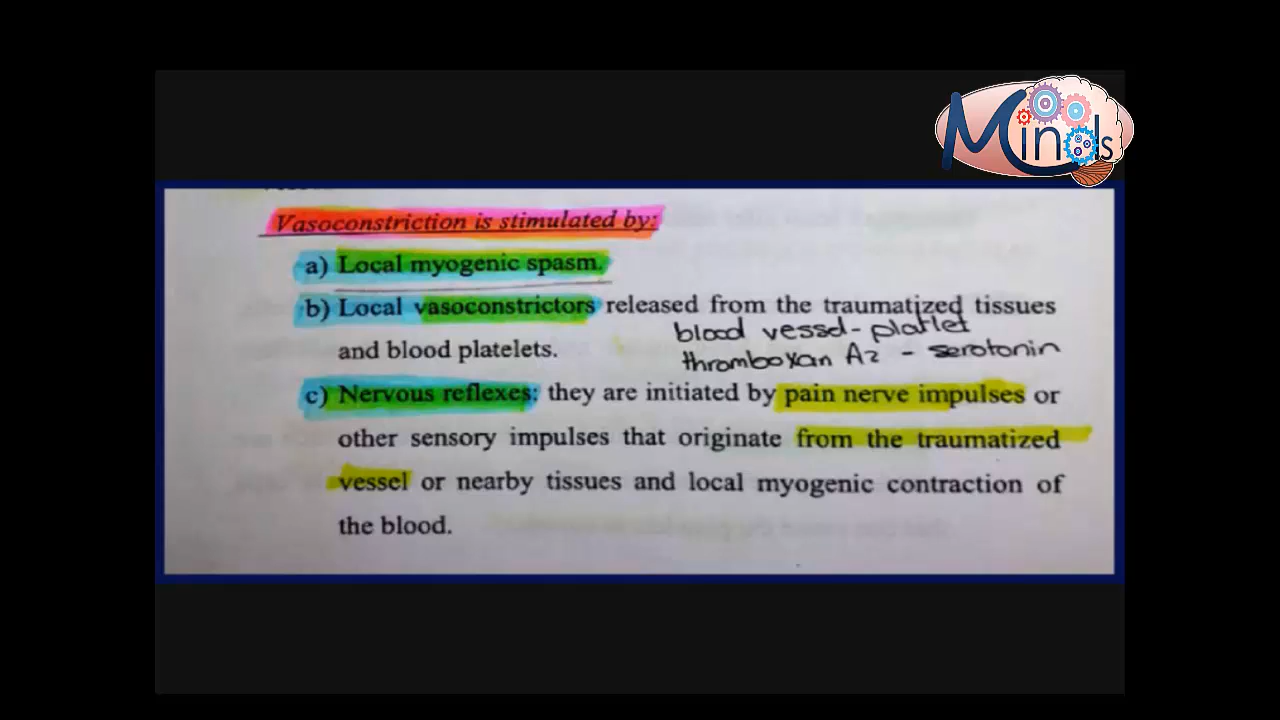 Minds
Vasoconstriction is stimulated by:
a) Local myogenic spasm.
b) Local vasoconstrictors released from the traumatized tissues
blood vessel - platlet
and blood platelets.
thromboxan A2 - serotonin
c) Nervous reflexes: they are initiated by pain nerve impulses or
other sensory impulses that originate from the traumatized
vessel or nearby tissues and local myogenic contraction of
the blood.